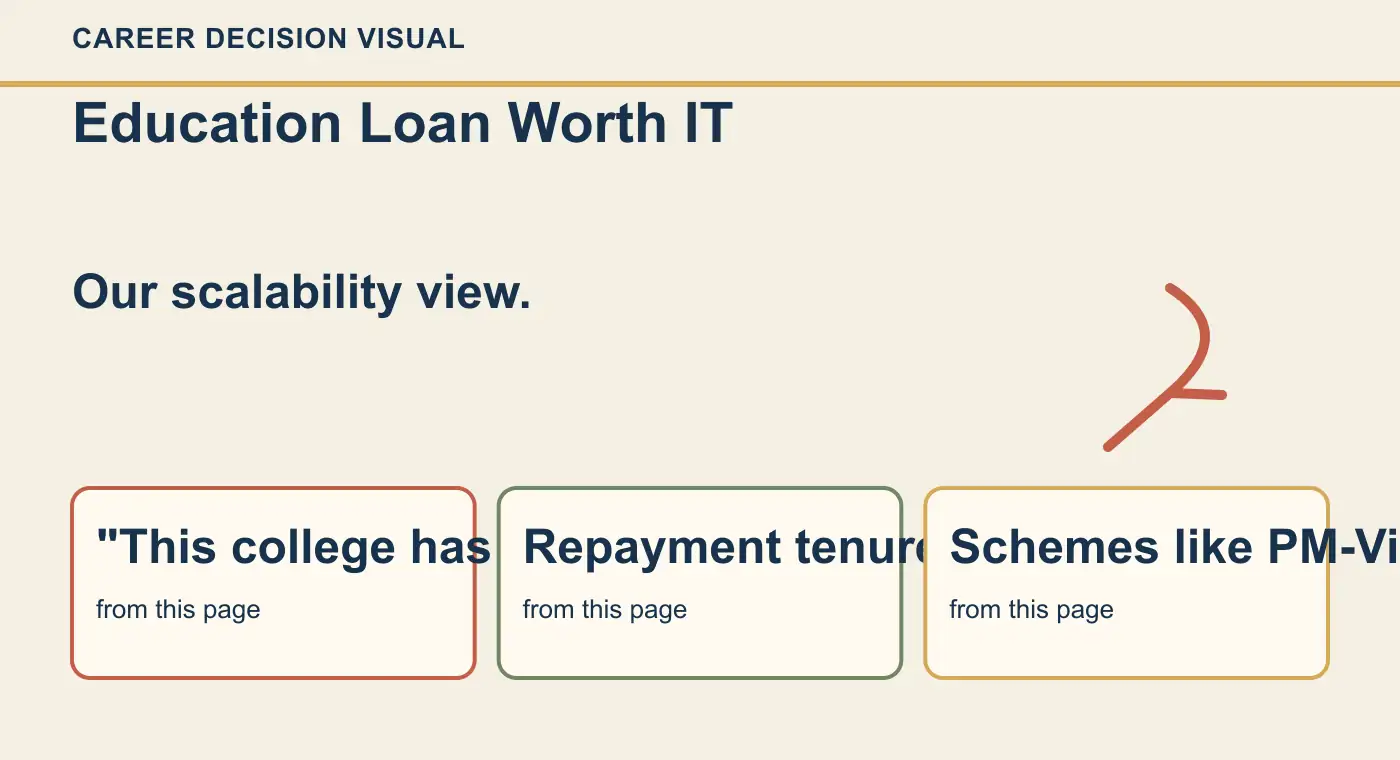 CAREER DECISION VISUAL
Education Loan Worth IT
Our scalability view.
"This college has
from this page
Repayment tenure
from this page
Schemes like PM-Vi
from this page